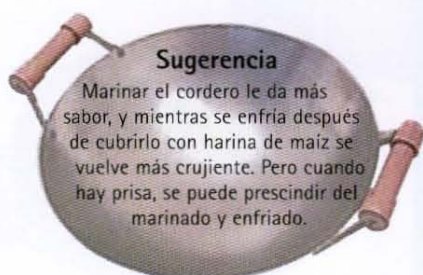 Sugerencia
Marinar el cordero le da más
sabor, y mientras se enfría después
de cubrirlo con harina de maíz se
vuelve más crujiente. Pero cuando
hay prisa, se puede prescindir del
marinado y enfriado.